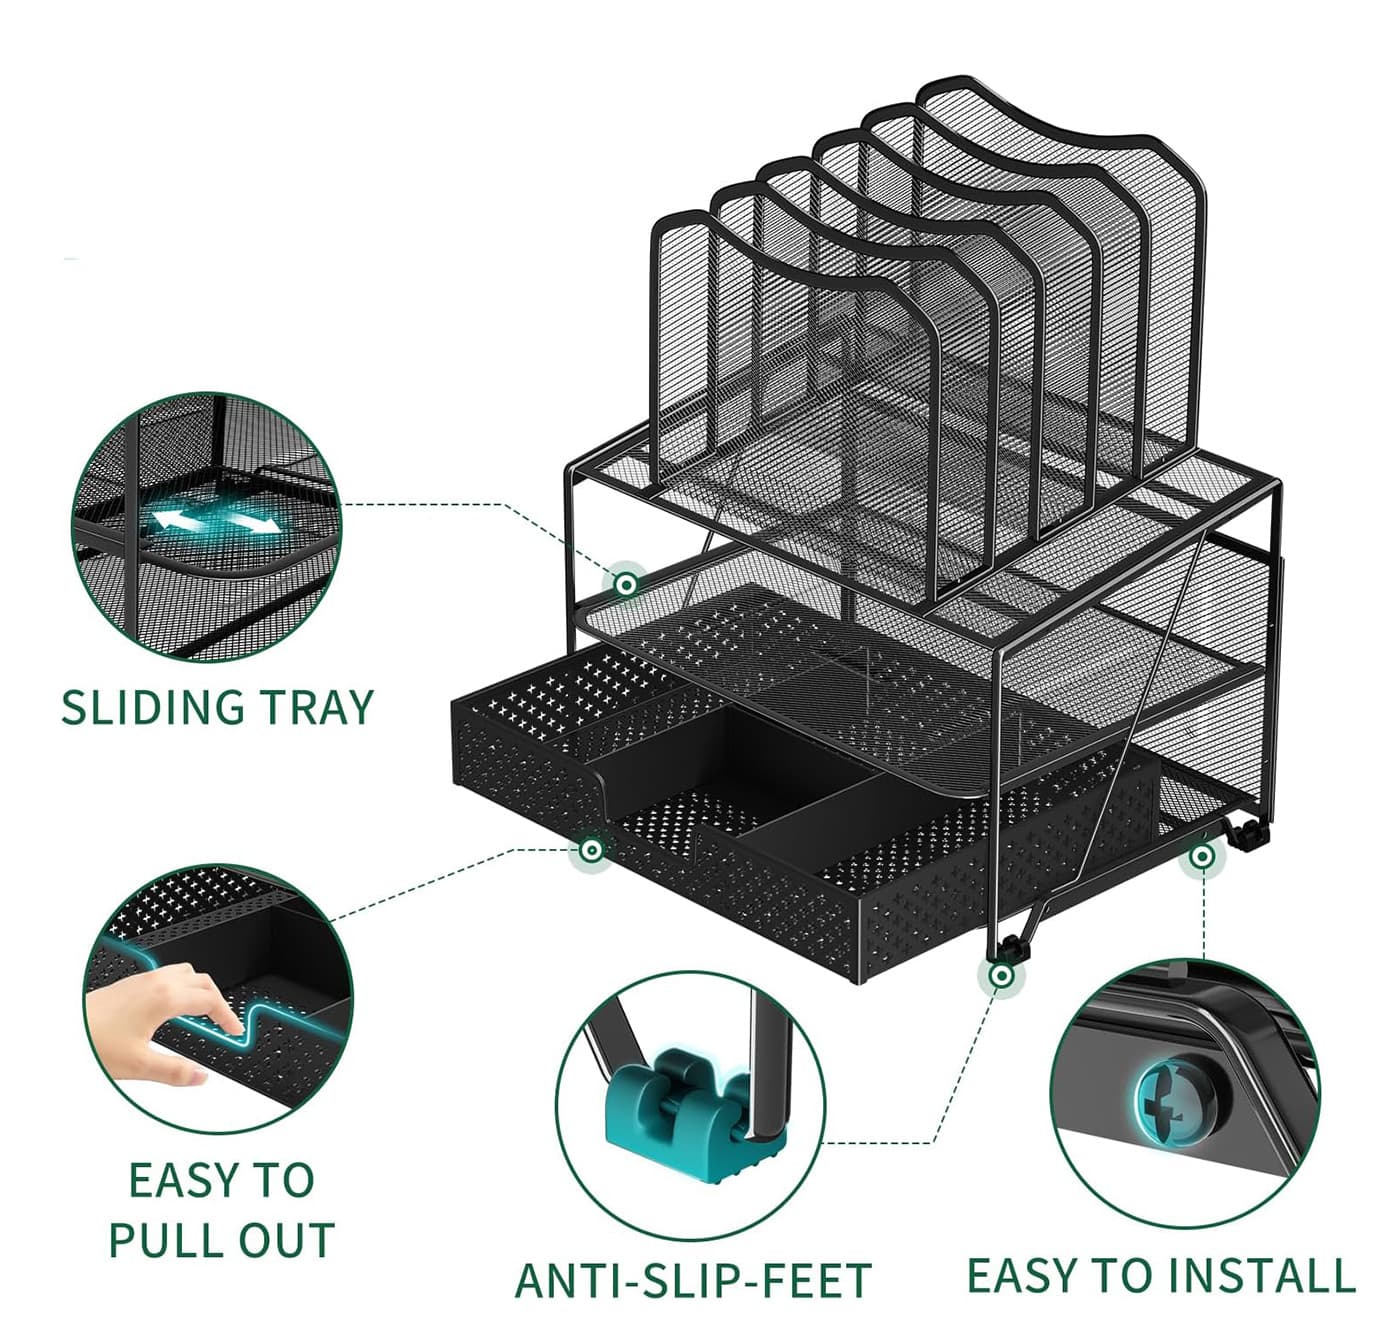 SLIDING TRAY
EASY TO
PULL OUT
ANTI-SLIP-FEET
EASY TO INSTALL